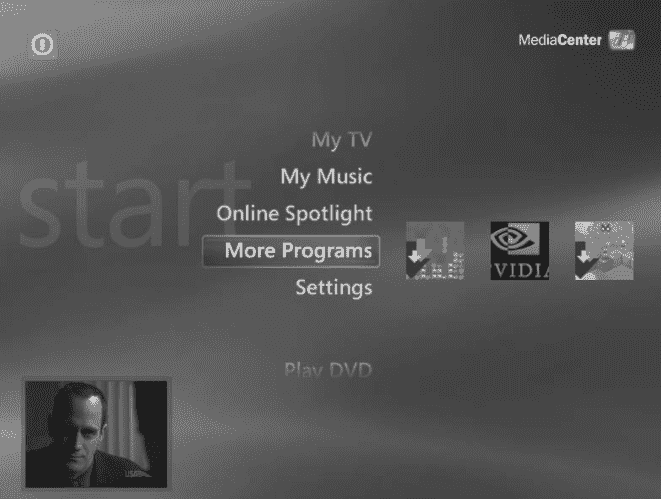 MediaCenter
start
My TV
My Music
Online Spotlight
More Programs
Settings
Play DVD